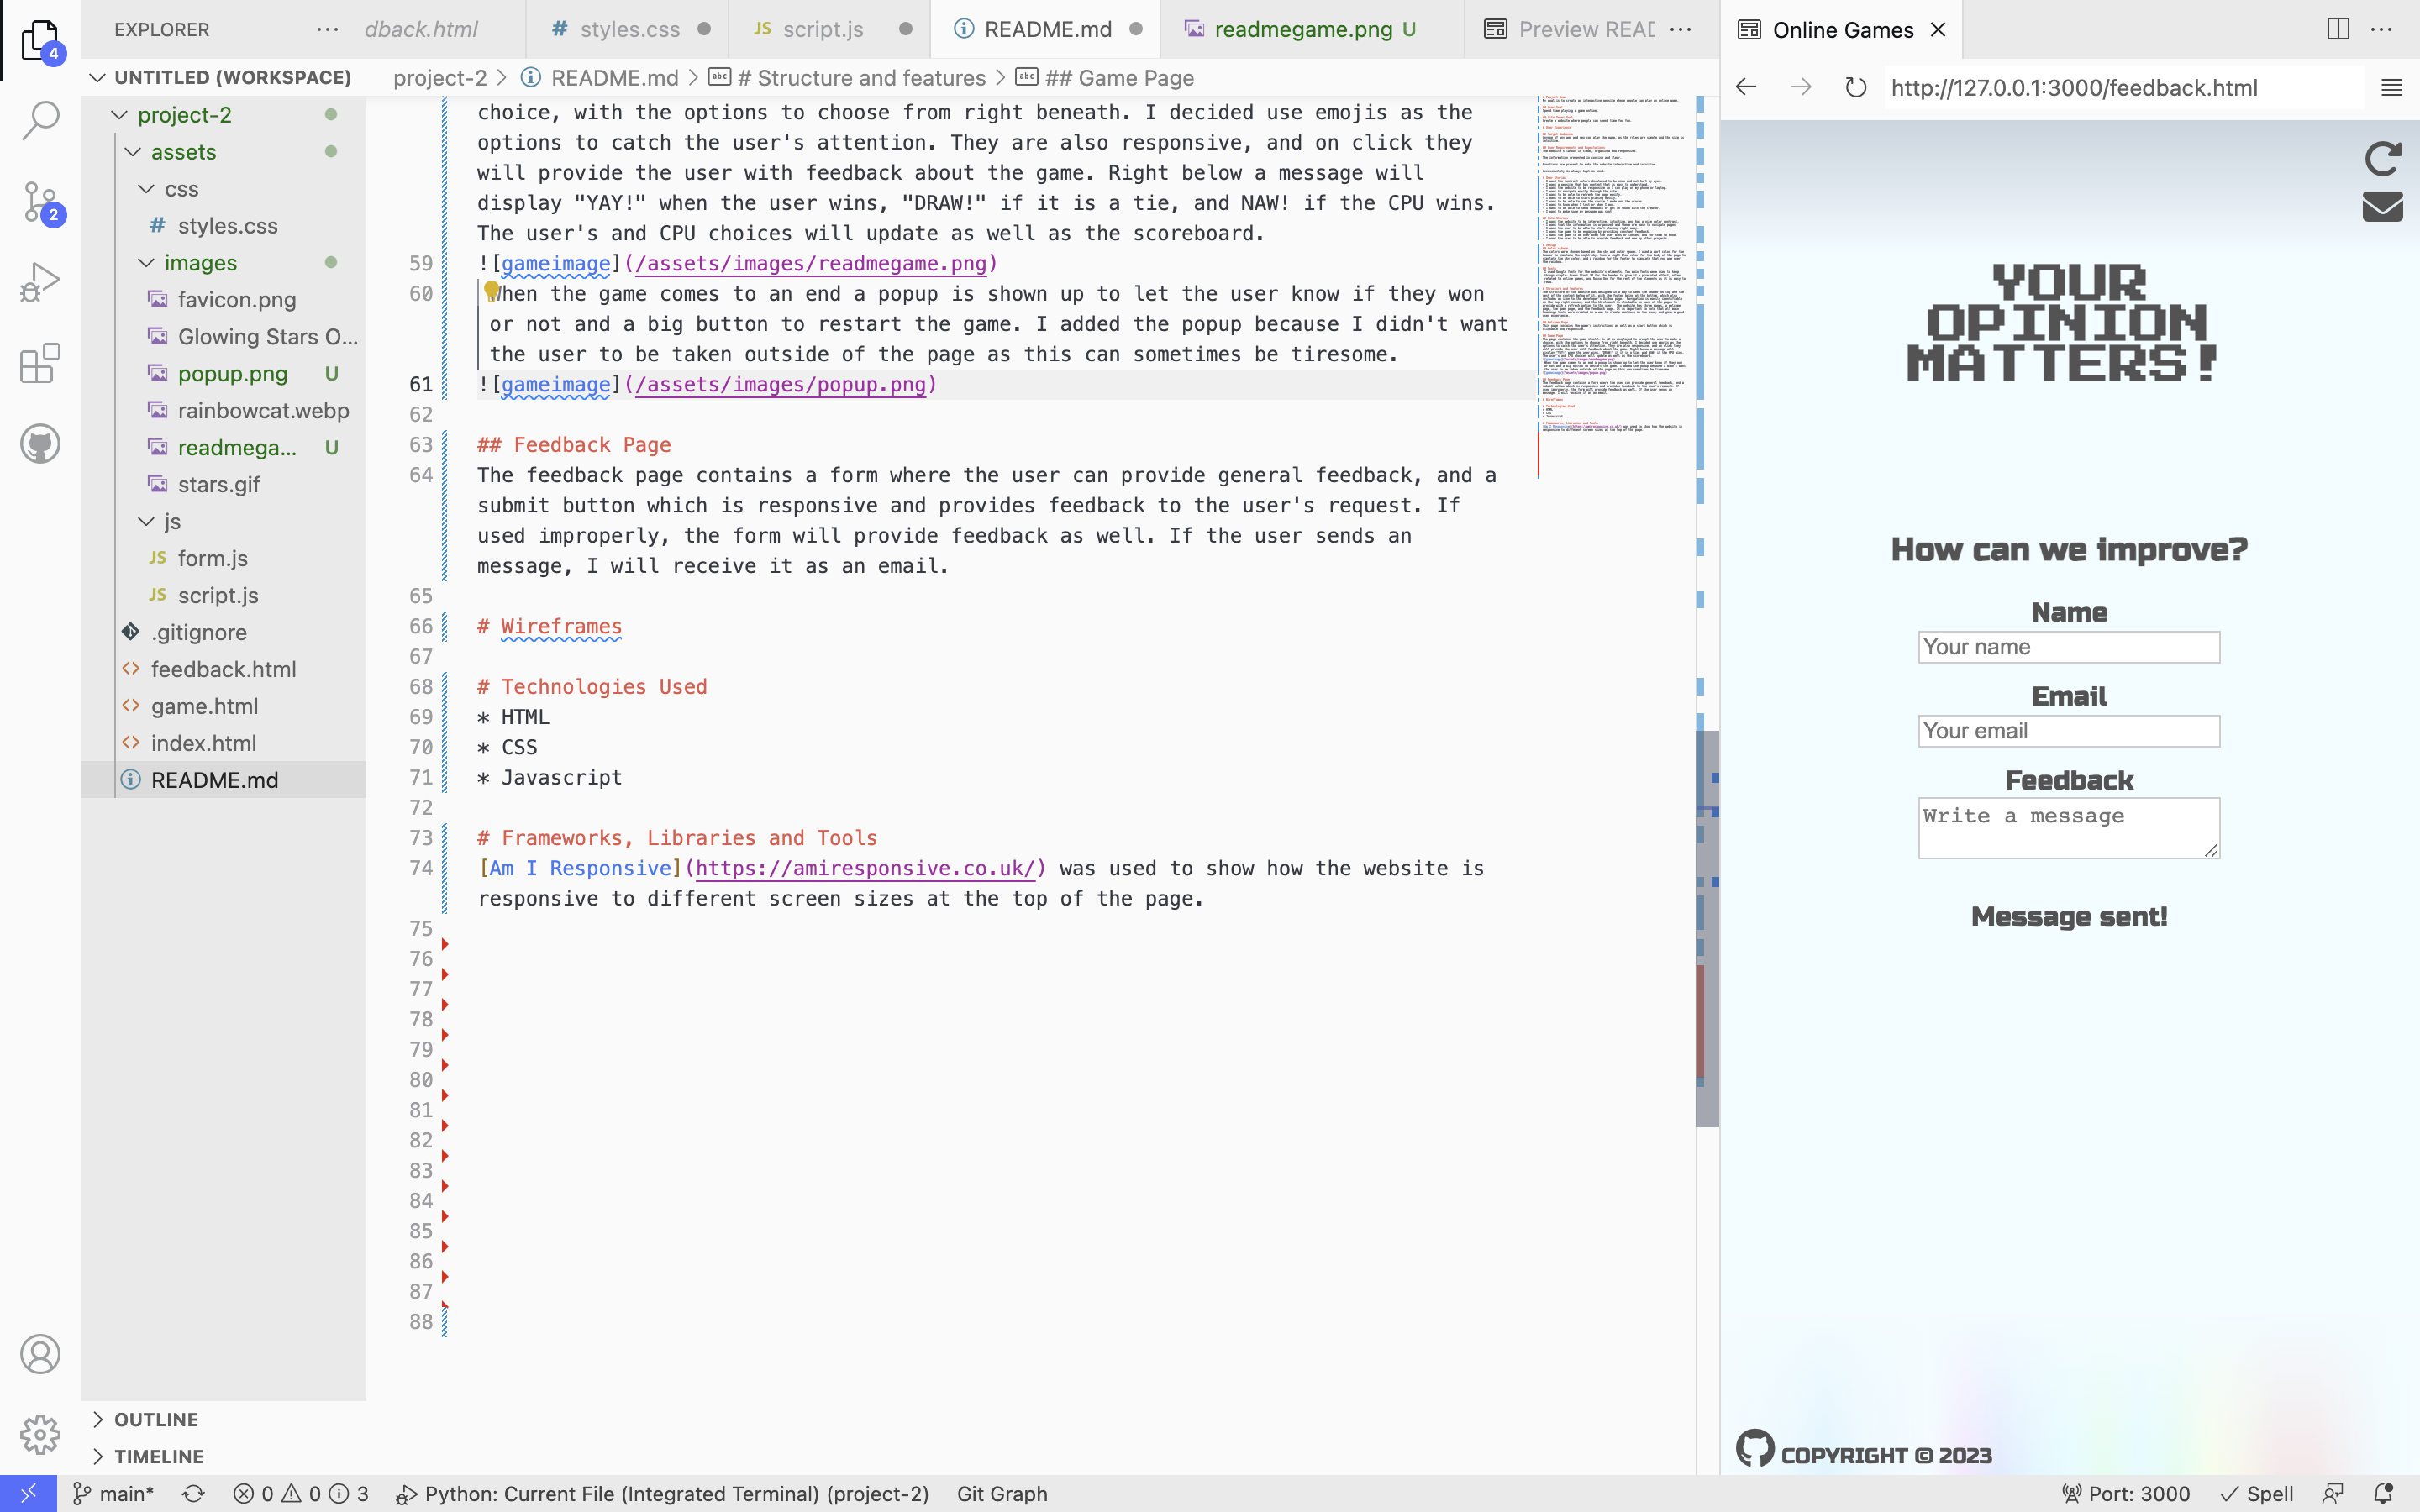 EXPLORER
dback.html
styles.css
JS script.js
README.md
readmegame.png U
Preview READ
Online Games
4
UNTITLED (WORKSPACE)
project-2 > README.md > # Structure and features > ## Game Page
http://127.0.0.1:3000/feedback.html
project-2
assets
css
# styles.css
images
favicon.png
Glowing Stars O...
popup.png U
rainbowcat.webp
readmega... U
stars.gif
js
JS form.js
JS script.js
.gitignore
feedback.html
game.html
index.html
README.md
2
OUTLINE
TIMELINE
choice, with the options to choose from right beneath. I decided use emojis as the
options to catch the user's attention. They are also responsive, and on click they
will provide the user with feedback about the game. Right below a message will
display "YAY!" when the user wins, "DRAW!" if it is a tie, and NAW! if the CPU wins.
The user's and CPU choices will update as well as the scoreboard.
59 ![gameimage](/assets/images/readmegame.png)
60 When the game comes to an end a popup is shown up to let the user know if they won
or not and a big button to restart the game. I added the popup because I didn't want
the user to be taken outside of the page as this can sometimes be tiresome.
61 ![gameimage](/assets/images/popup.png)
62
63 ## Feedback Page
64 The feedback page contains a form where the user can provide general feedback, and a
submit button which is responsive and provides feedback to the user's request. If
used improperly, the form will provide feedback as well. If the user sends an
message, I will receive it as an email.
65
66 # Wireframes
67
68 # Technologies Used
69 * HTML
70 * CSS
71 * Javascript
72
73 # Frameworks, Libraries and Tools
74 [Am I Responsive](https://amiresponsive.co.uk/) was used to show how the website is
responsive to different screen sizes at the top of the page.
75
76
77
78
79
80
81
82
83
84
85
86
87
88
YOUR
OPINION
MATTERS!
How can we improve?
Name
Your name
Email
Your email
Feedback
Write a message
Message sent!
COPYRIGHT © 2023
main* 0 0 3 Python: Current File (Integrated Terminal) (project-2) Git Graph Port: 3000 Spell